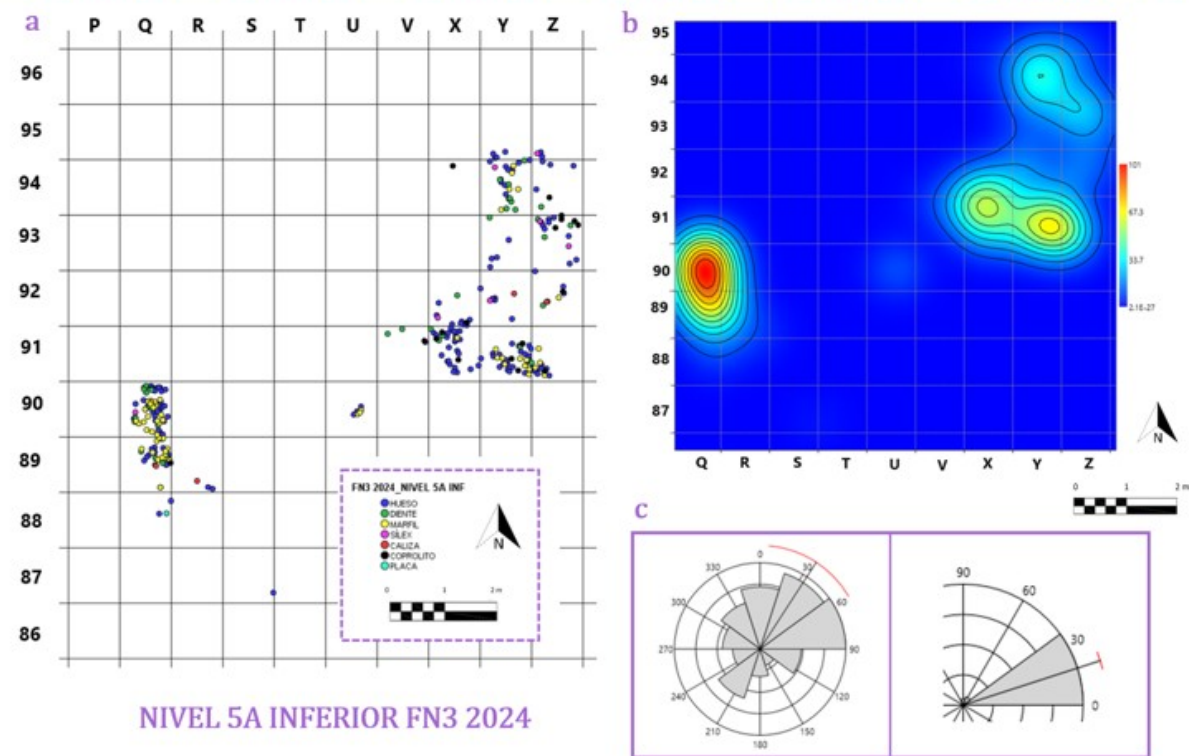 a
P Q R S T U V X Y Z
96
95
94
93
92
91
90
89
88
87
86
FN3 2024_NIVEL 5A INF
HUESO
DIENTE
MARFIL
SÍLEX
CALIZA
COPROLITO
PLACA
N
0 1 2 m
NIVEL 5A INFERIOR FN3 2024
b
95
94
93
92
91
90
89
88
87
Q R S T U V X Y Z
101
67.3
33.7
2.1E-27
N
0 1 2 m
c
0
30
60
90
120
150
180
210
240
270
300
330
90
60
30
0